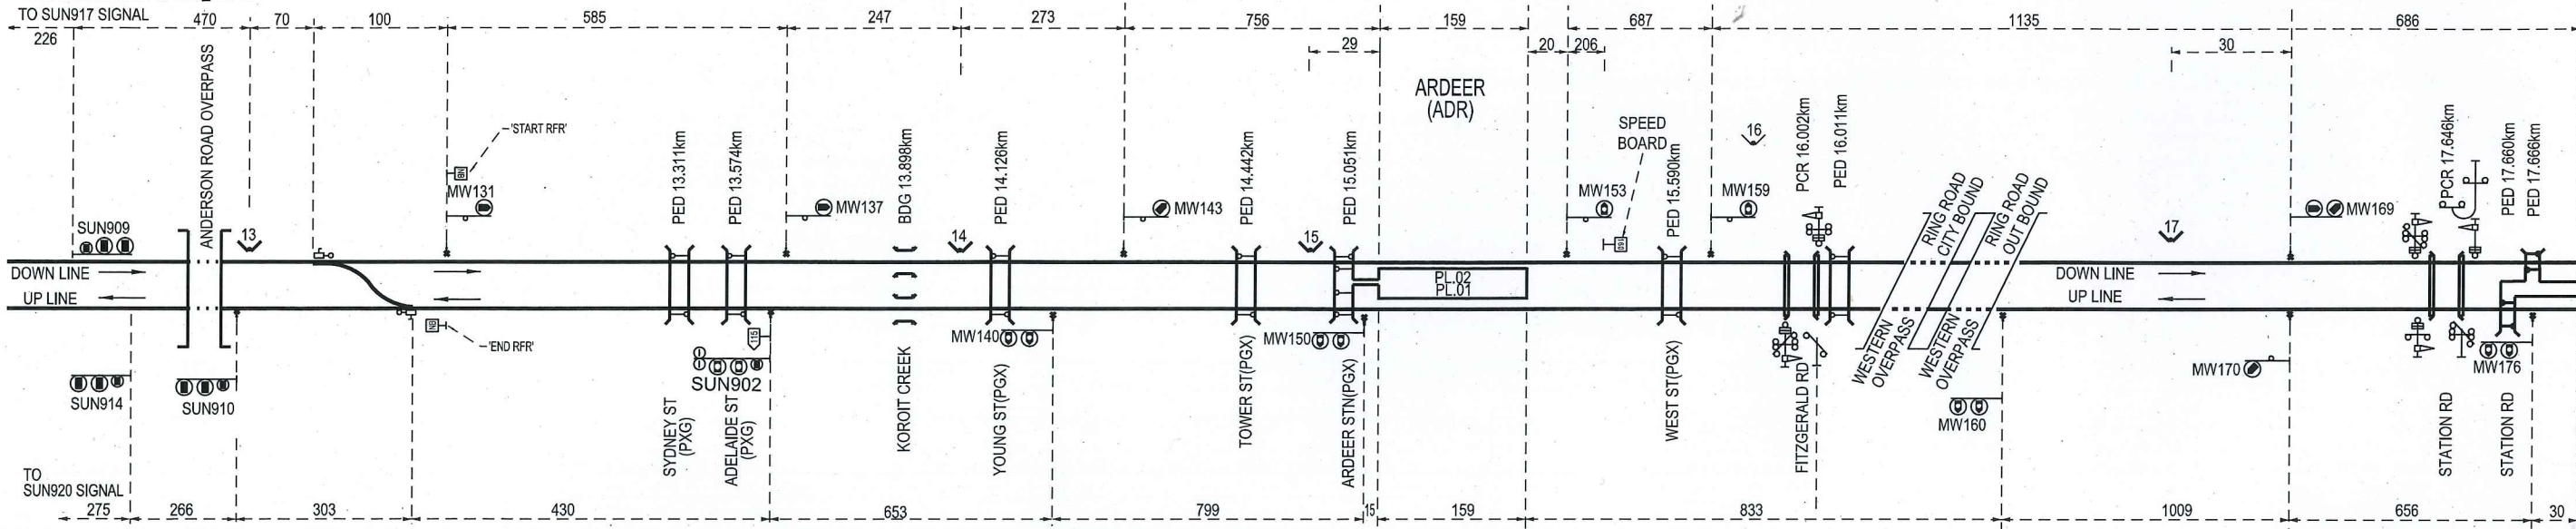 TO SUN917 SIGNAL
226
470
70
100
585
247
273
756
159
687
1135
686
29
20
206
30
ANDERSON ROAD OVERPASS
'START RFR'
ARDEER
(ADR)
SPEED
BOARD
PED 13.311km
PED 13.574km
BDG 13.898km
PED 14.126km
PED 14.442km
PED 15.051km
PED 15.590km
PCR 16.002km
PED 16.011km
PCR 17.646km
PED 17.660km
PED 17.666km
SUN909
13
MW131
MW137
14
MW143
15
MW153
160
MW159
16
17
MW169
RING ROAD
CITY BOUND
RING ROAD
OUT BOUND
DOWN LINE
UP LINE
PL.02
PL.01
DOWN LINE
UP LINE
WESTERN
OVERPASS
WESTERN
OVERPASS
'END RFR'
115
SUN902
MW140
MW150
MW160
MW170
MW176
SUN914
SUN910
SYDNEY ST
(PXG)
ADELAIDE ST
(PXG)
KOROIT CREEK
YOUNG ST(PGX)
TOWER ST(PGX)
ARDEER STN(PGX)
WEST ST(PGX)
FITZGERALD RD
STATION RD
STATION RD
TO
SUN920 SIGNAL
275
266
303
430
653
799
15
159
833
1009
656
30